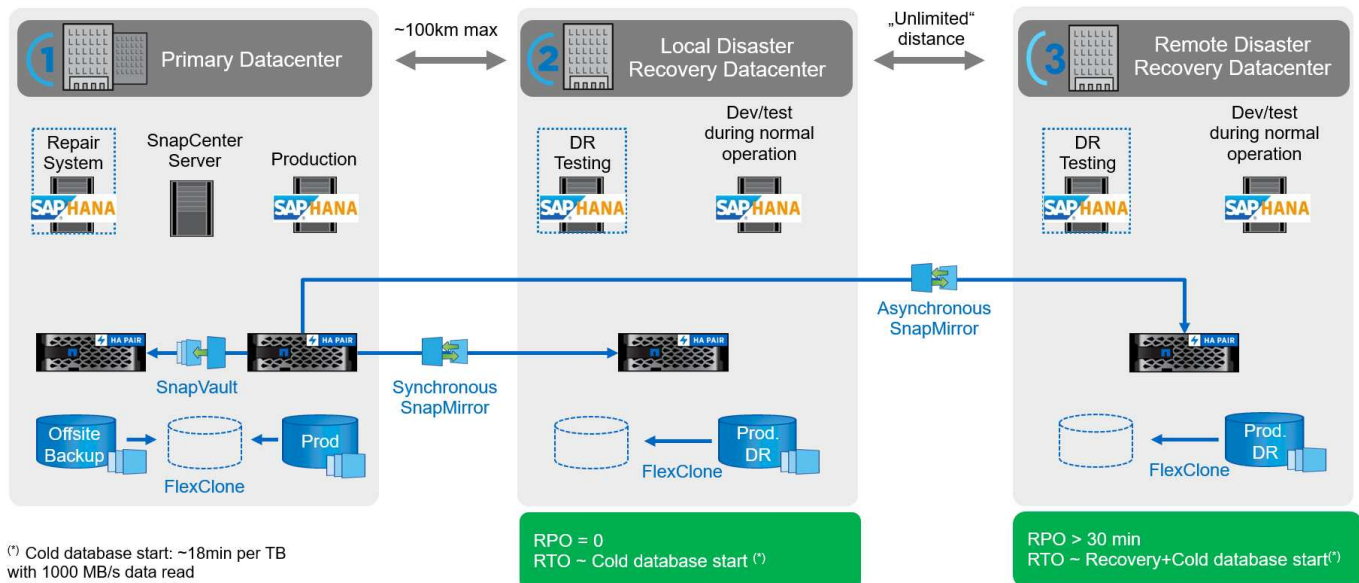 1
Primary Datacenter
~100km max
2
Local Disaster
Recovery Datacenter
„Unlimited“
distance
3
Remote Disaster
Recovery Datacenter
Repair
System
SAP HANA
SnapCenter
Server
Production
SAP HANA
DR
Testing
SAP HANA
Dev/test
during normal
operation
SAP HANA
DR
Testing
SAP HANA
Dev/test
during normal
operation
SAP HANA
Asynchronous
SnapMirror
HA PAIR
SnapVault
HA PAIR
Synchronous
SnapMirror
HA PAIR
HA PAIR
Offsite
Backup
Prod
FlexClone
Prod.
DR
FlexClone
Prod.
DR
FlexClone
(*) Cold database start: ~18min per TB
with 1000 MB/s data read
RPO = 0
RTO ~ Cold database start (*)
RPO > 30 min
RTO ~ Recovery+Cold database start(*)